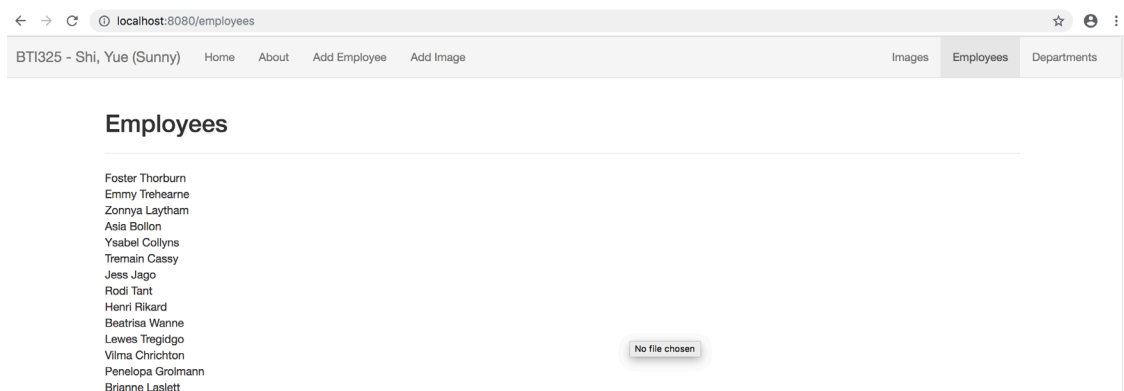 localhost:8080/employees
BTI325 - Shi, Yue (Sunny) Home About Add Employee Add Image Images Employees Departments
Employees
Foster Thorburn
Emmy Trehearne
Zonnya Laytham
Asia Bollon
Ysabel Collyns
Tremain Cassy
Jess Jago
Rodi Tant
Henri Rikard
Beatrisa Wanne
Lewes Tregidgo
Vilma Chrichton
No file chosen
Penelopa Grolmann
Brianne Laslett